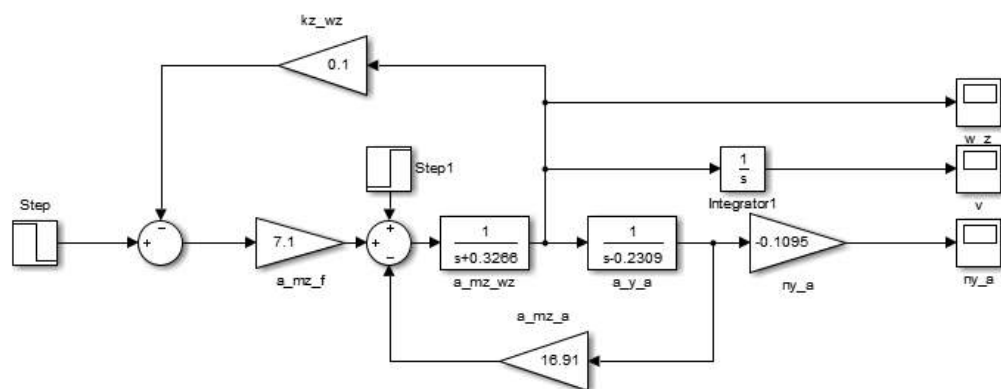 kz_wz
0.1
w_z
Step1
1
s
Integrator1
v
Step
−
+
7.1
a_mz_f
+
+
−
1
s+0.3266
a_mz_wz
1
s-0.2309
a_y_a
-0.1095
ny_a
ny_a
a_mz_a
16.91